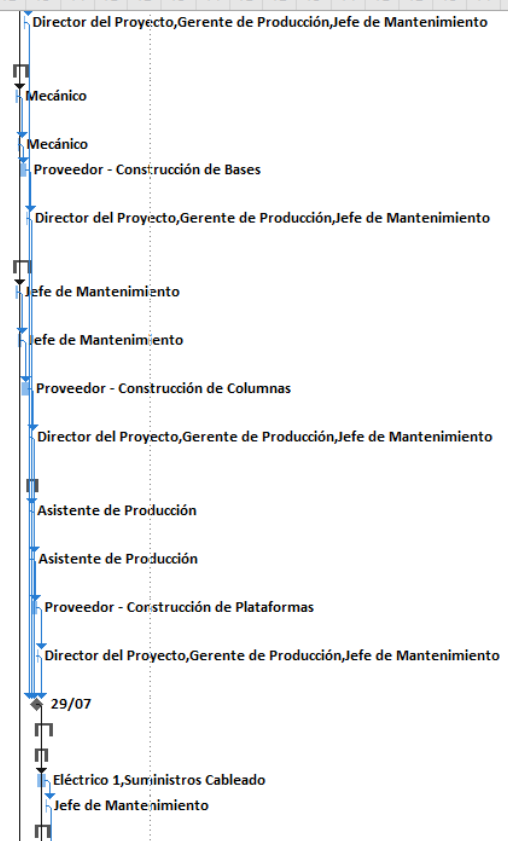 Director del Proyecto,Gerente de Producción,Jefe de Mantenimiento
Mecánico
Mecánico
Proveedor - Construcción de Bases
Director del Proyecto,Gerente de Producción,Jefe de Mantenimiento
Jefe de Mantenimiento
Jefe de Mantenimiento
Proveedor - Construcción de Columnas
Director del Proyecto,Gerente de Producción,Jefe de Mantenimiento
Asistente de Producción
Asistente de Producción
Proveedor - Construcción de Plataformas
Director del Proyecto,Gerente de Producción,Jefe de Mantenimiento
29/07
Eléctrico 1,Suministros Cableado
Jefe de Mantenimiento